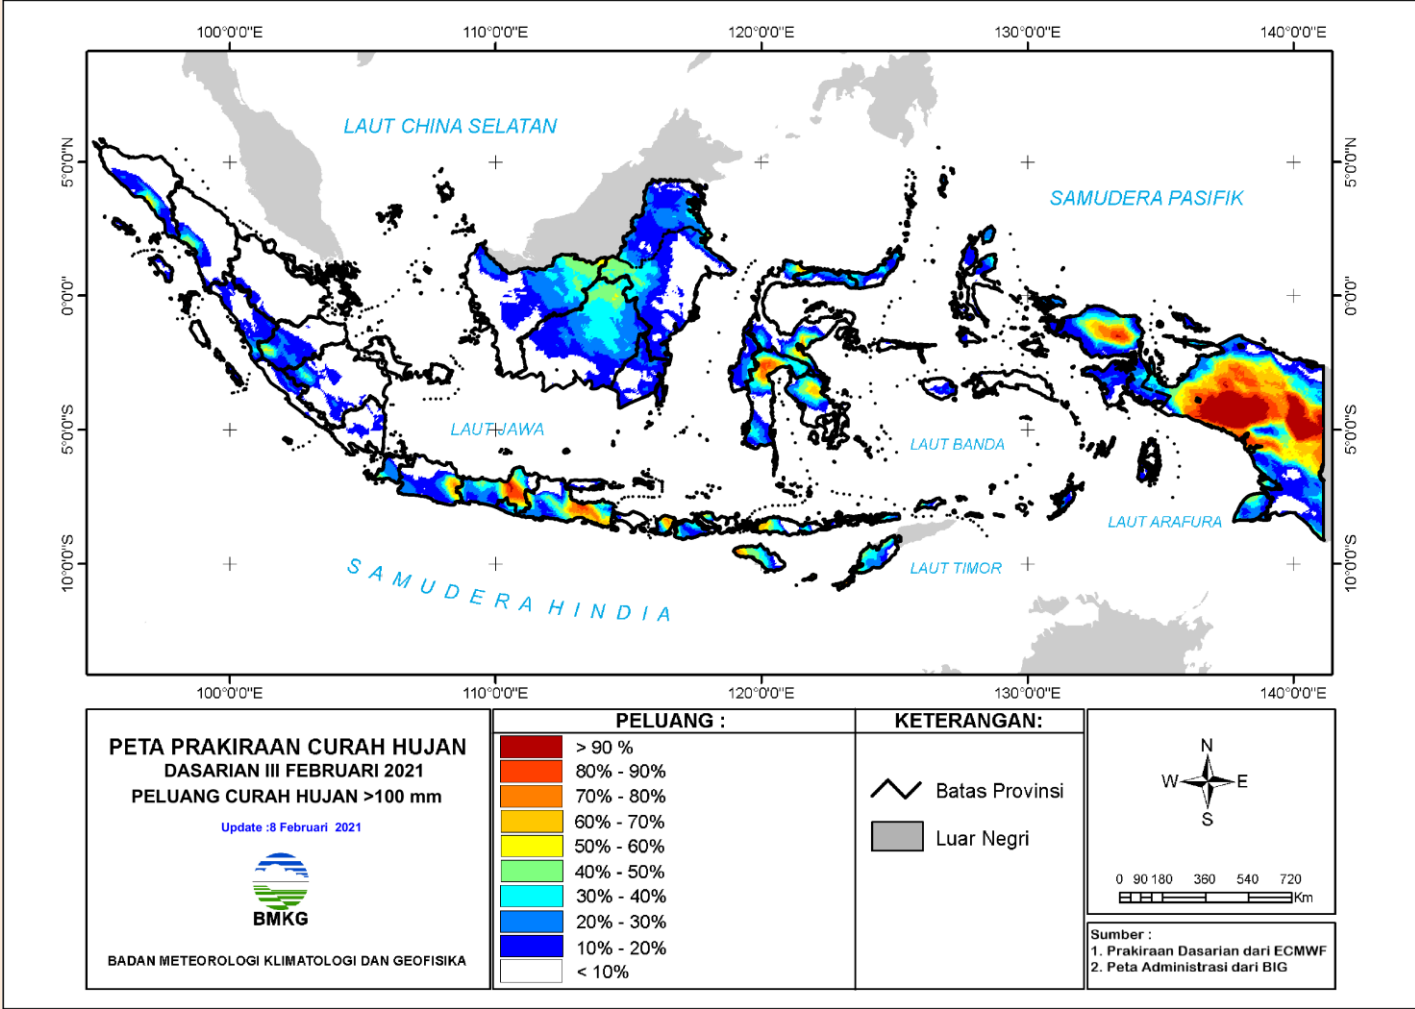 100°0'0"E 110°0'0"E 120°0'0"E 130°0'0"E 140°0'0"E
LAUT CHINA SELATAN
5°0'0"N 5°0'0"N
SAMUDERA PASIFIK
0°0'0" 0°0'0"
5°0'0"S 5°0'0"S
LAUT JAWA
LAUT BANDA
LAUT ARAFURA
10°0'0"S 10°0'0"S
LAUT TIMOR
SAMUDERA HINDIA
100°0'0"E 110°0'0"E 120°0'0"E 130°0'0"E 140°0'0"E
PETA PRAKIRAAN CURAH HUJAN
DASARIAN III FEBRUARI 2021
PELUANG CURAH HUJAN >100 mm
Update :8 Februari 2021
BMKG
BADAN METEOROLOGI KLIMATOLOGI DAN GEOFISIKA
PELUANG :
> 90 %
80% - 90%
70% - 80%
60% - 70%
50% - 60%
40% - 50%
30% - 40%
20% - 30%
10% - 20%
< 10%
KETERANGAN:
Batas Provinsi
Luar Negri
N
W E
S
0 90 180 360 540 720
Km
Sumber :
1. Prakiraan Dasarian dari ECMWF
2. Peta Administrasi dari BIG